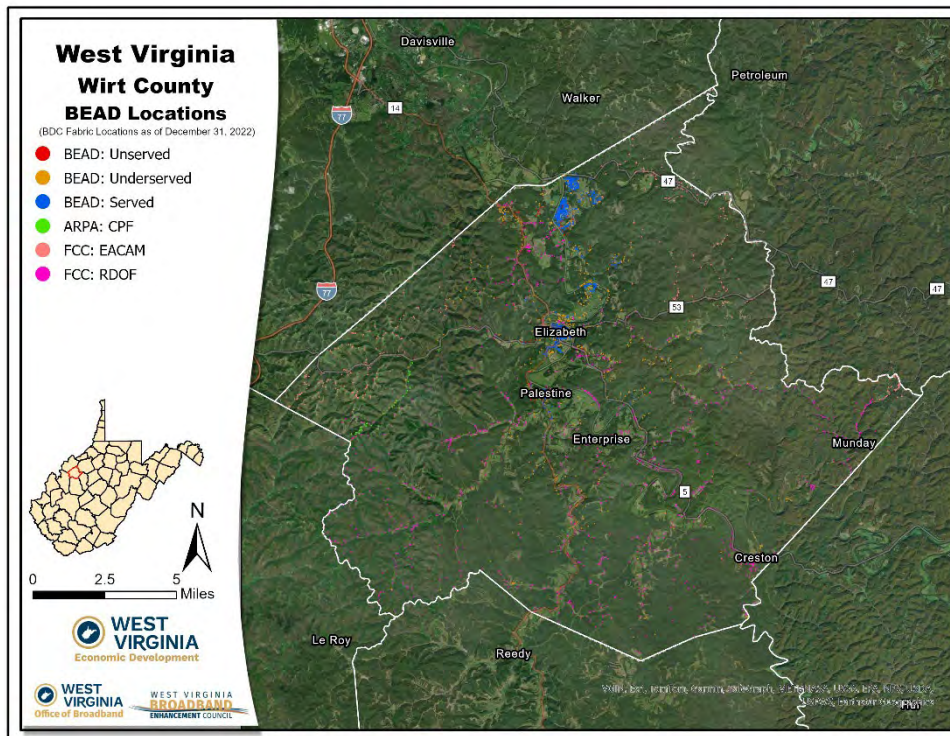 West Virginia
Wirt County
BEAD Locations
(BDC Fabric Locations as of December 31, 2022)
BEAD: Unserved
BEAD: Underserved
BEAD: Served
ARPA: CPF
FCC: EACAM
FCC: RDOF
N
0 2.5 5
Miles
WEST
VIRGINIA
Economic Development
WEST
VIRGINIA
Office of Broadband
WEST VIRGINIA
BROADBAND
ENHANCEMENT COUNCIL
Davisville
Petroleum
Walker
14
77
47
77
47
47
53
Elizabeth
Palestine
Enterprise
Munday
5
Creston
Le Roy
Reedy